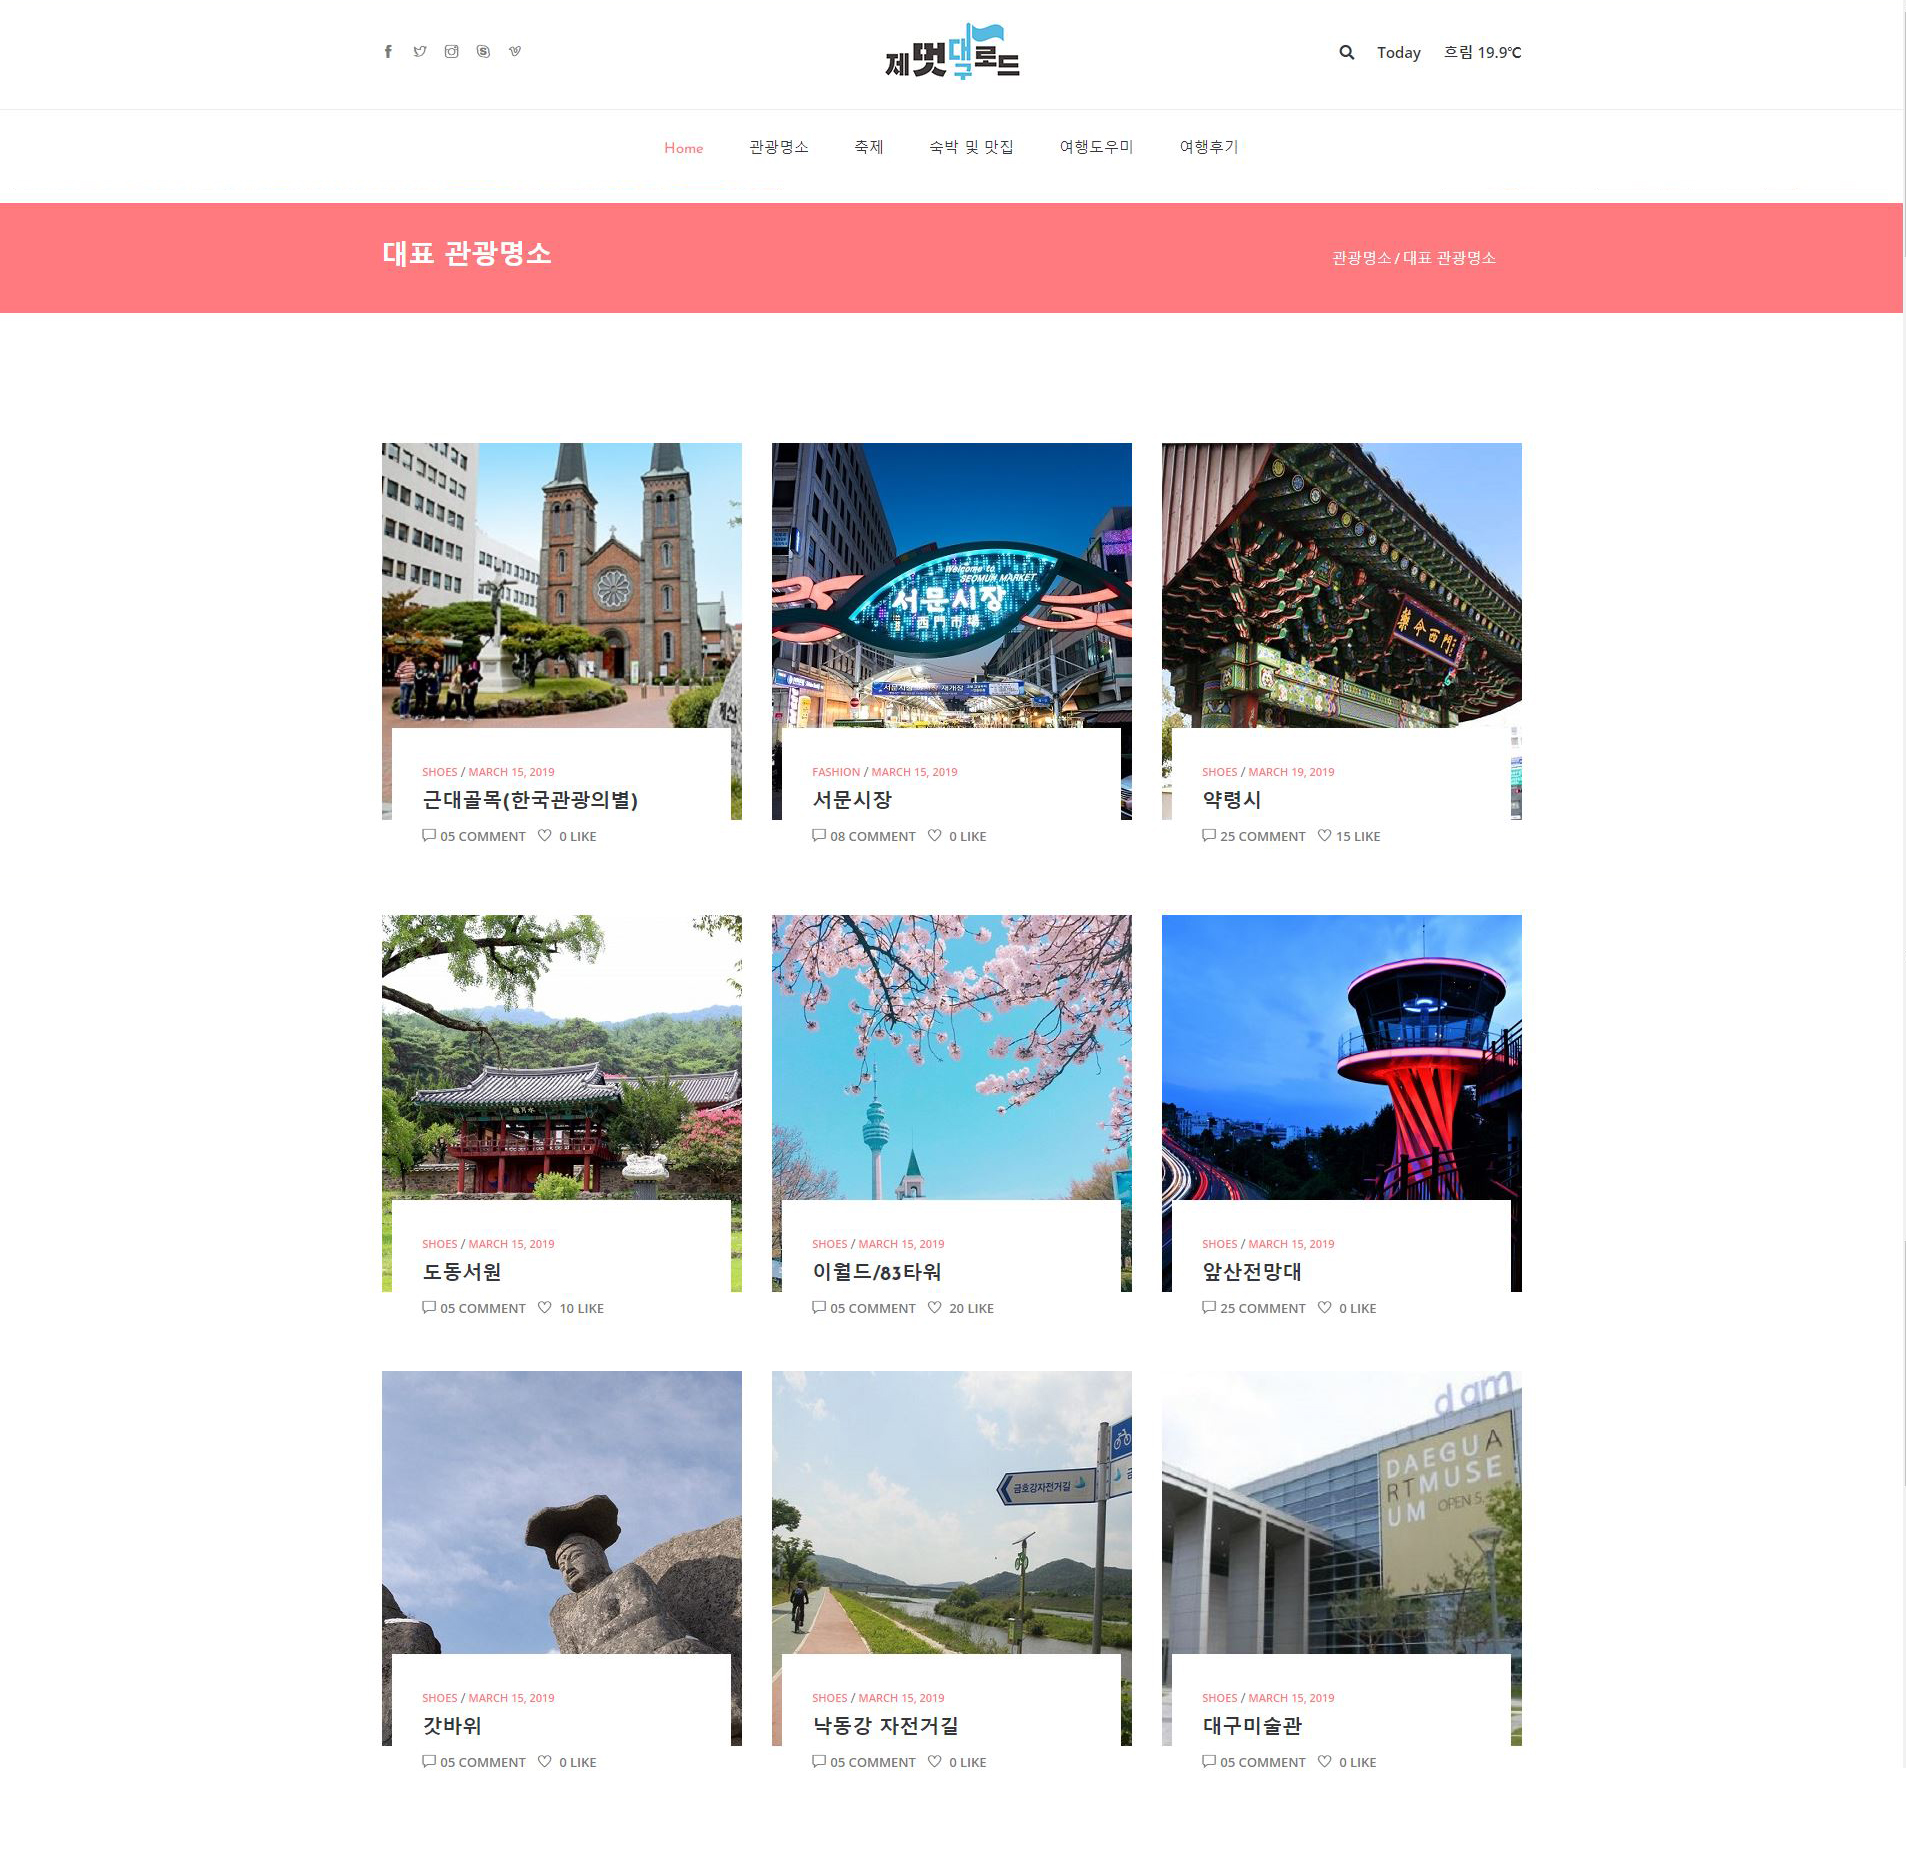 제멋대구로드
Today 흐림 19.9℃
Home 관광명소 축제 숙박 및 맛집 여행도우미 여행후기
대표 관광명소
관광명소 / 대표 관광명소
Welcome to
SEOMUN MARKET
서문시장
西門市場
藥令西門
계산
SHOES / MARCH 15, 2019
근대골목(한국관광의별)
05 COMMENT 0 LIKE
FASHION / MARCH 15, 2019
서문시장
08 COMMENT 0 LIKE
SHOES / MARCH 19, 2019
약령시
25 COMMENT 15 LIKE
SHOES / MARCH 15, 2019
도동서원
05 COMMENT 10 LIKE
SHOES / MARCH 15, 2019
이월드/83타워
05 COMMENT 20 LIKE
SHOES / MARCH 15, 2019
앞산전망대
25 COMMENT 0 LIKE
금호강자전거길
dam
DAEGU A
RTMUSE
UM OPEN 5.
SHOES / MARCH 15, 2019
갓바위
05 COMMENT 0 LIKE
SHOES / MARCH 15, 2019
낙동강 자전거길
05 COMMENT 0 LIKE
SHOES / MARCH 15, 2019
대구미술관
05 COMMENT 0 LIKE